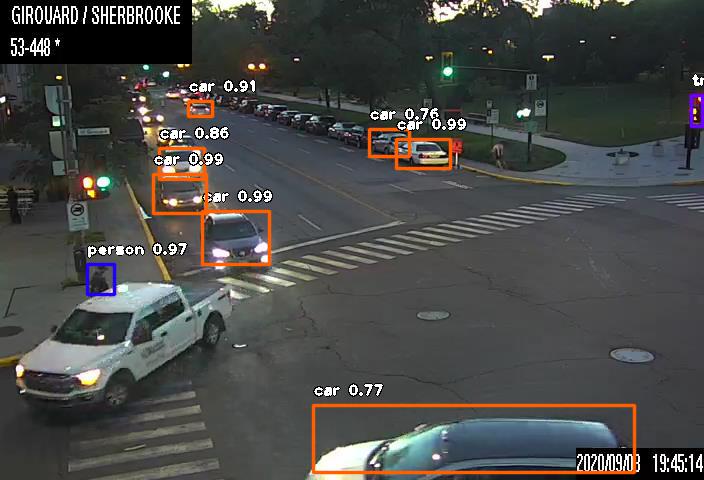 GIROUARD / SHERBROOKE
53-448 *
car 0.91
tr
car 0.76
car 0.99
car 0.86
car 0.99
car 0.99
person 0.97
car 0.77
2020/09/03 19:45:14